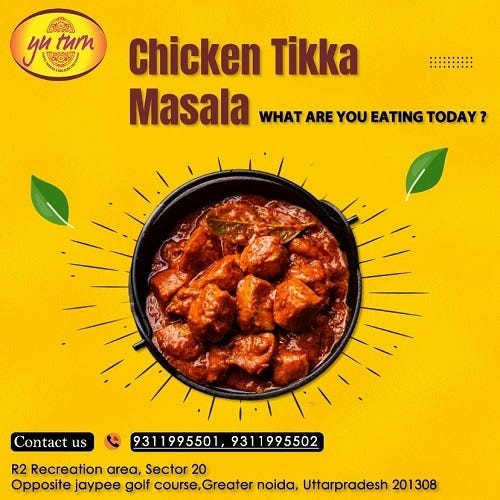 yu turn
Chicken Tikka
Masala
WHAT ARE YOU EATING TODAY ?
Contact us
9311995501, 9311995502
R2 Recreation area, Sector 20
Opposite jaypee golf course,Greater noida, Uttarpradesh 201308